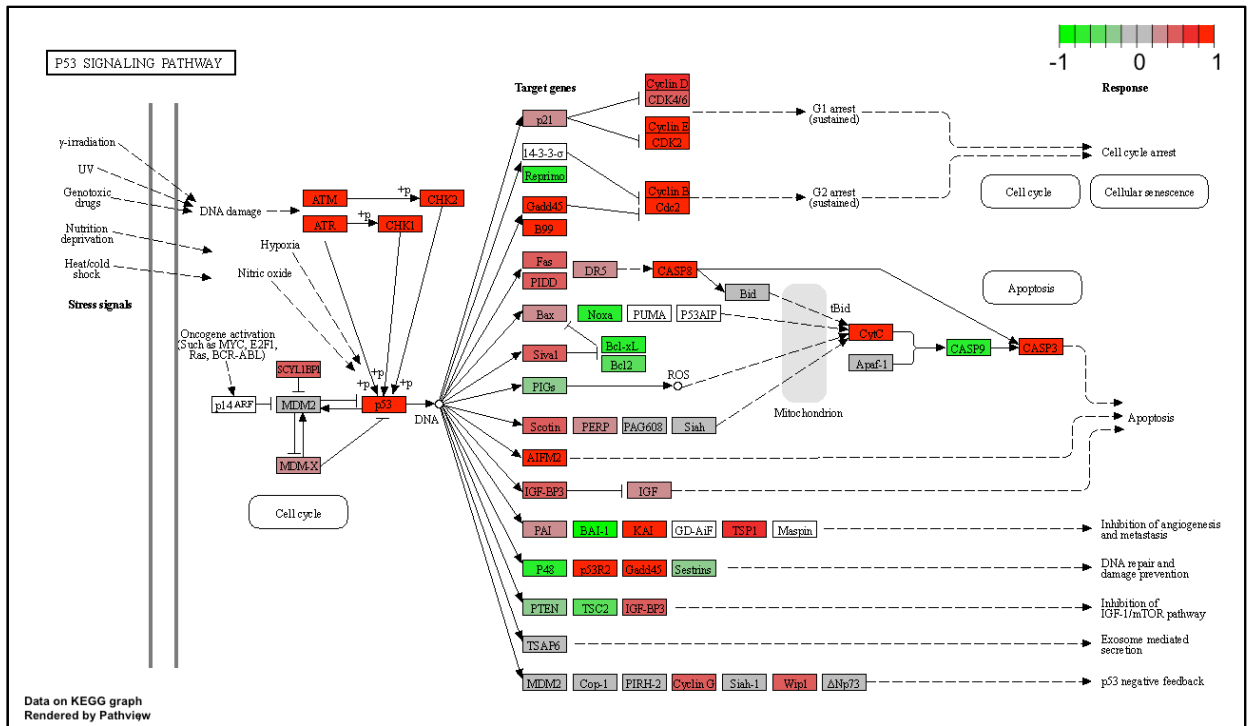 P53 SIGNALING PATHWAY
-1 0 1
Target genes
Response
γ-irradiation
UV
Genotoxic
drugs
Nutrition
deprivation
Heat/cold
shock
Stress signals
DNA damage
ATM
+p
CHK2
ATR
+p
CHK1
+p
Hypoxia
Nitric oxide
Oncogene activation
(Such as MYC, E2F1,
Ras, BCR-ABL)
SCYL1BP1
+p
+p
+p
p14 ARF
MDM2
p53
DNA
MDM-X
Cell cycle
p21
Cyclin D
CDK4/6
Cyclin E
CDK2
G1 arrest
(sustained)
14-3-3-σ
Reprimo
Gadd45
B99
Cyclin B
Cdc2
G2 arrest
(sustained)
Cell cycle arrest
Cell cycle
Cellular senescence
Fas
PIDD
DR5
CASP8
Bid
tBid
Apoptosis
Bax
Noxa
PUMA
P53AIP
CytC
Sival
Bcl-xL
Bcl2
Apaf-1
CASP9
CASP3
PIGs
ROS
Mitochondrion
Scotin
PERP
PAG608
Siah
Apoptosis
AIFM2
IGF-BP3
IGF
PAI
BAI-1
KAI
GD-AiF
TSP1
Maspin
Inhibition of angiogenesis
and metastasis
P48
p53R2
Gadd45
Sestrins
DNA repair and
damage prevention
PTEN
TSC2
IGF-BP3
Inhibition of
IGF-1/mTOR pathway
TSAP6
Exosome mediated
secretion
MDM2
Cop-1
PIRH-2
Cyclin G
Siah-1
Wip1
ΔNp73
p53 negative feedback
Data on KEGG graph
Rendered by Pathview